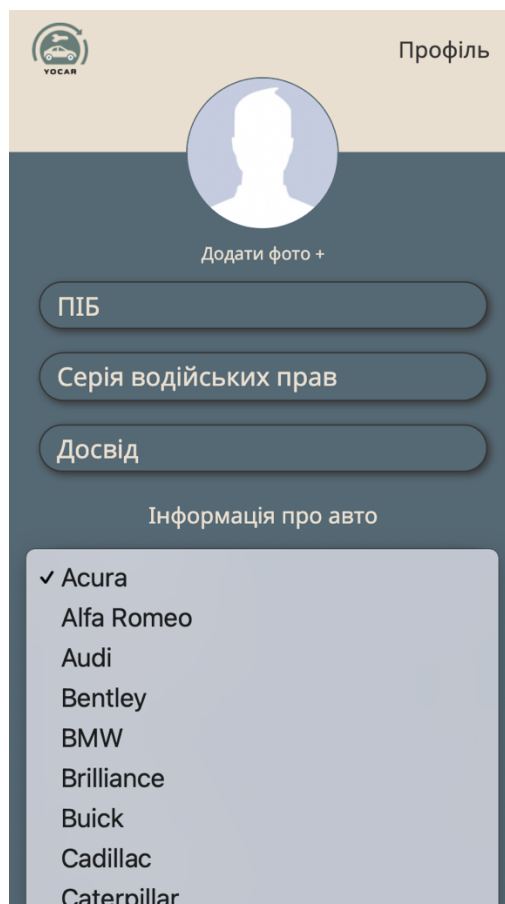 YOCAR
Профіль
Додати фото +
ПІБ
Серія водійських прав
Досвід
Інформація про авто
✓ Acura
Alfa Romeo
Audi
Bentley
BMW
Brilliance
Buick
Cadillac
Caterpillar